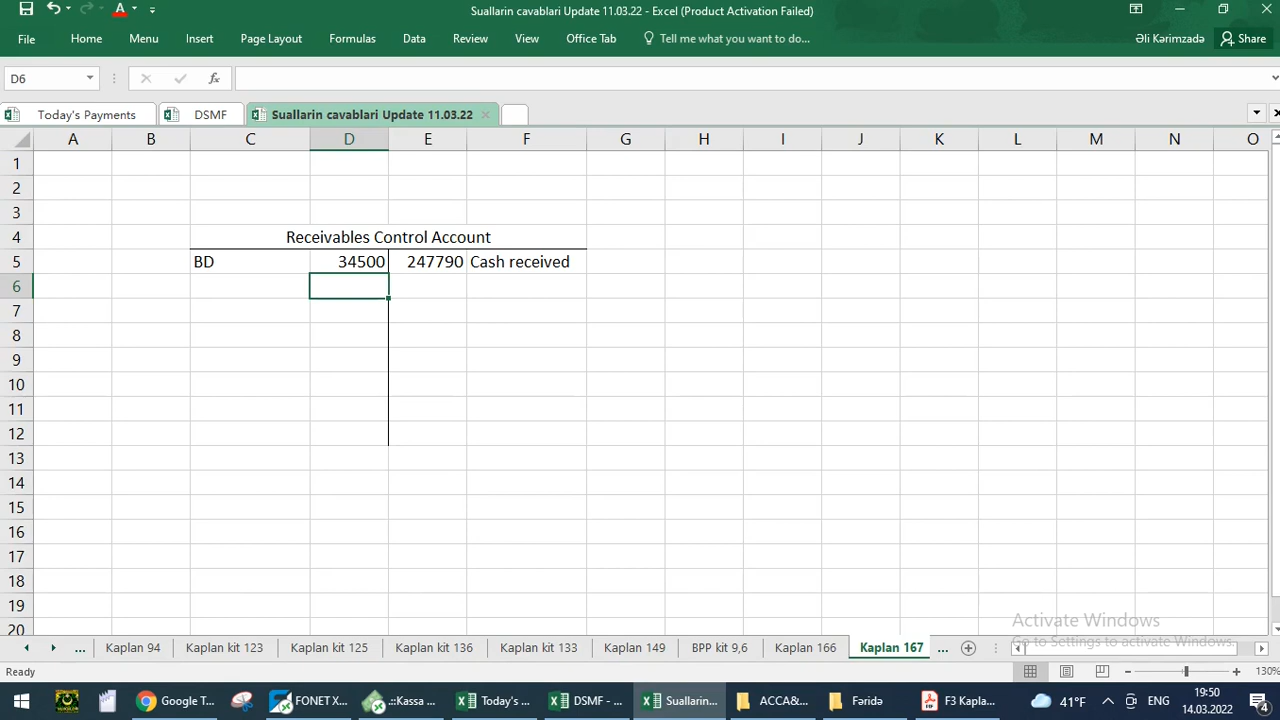 Suallarin cavablari Update 11.03.22 - Excel (Product Activation Failed)
File Home Menu Insert Page Layout Formulas Data Review View Office Tab Tell me what you want to do... Əli Kərimzadə Share
D6 fx
Today's Payments DSMF Suallarin cavablari Update 11.03.22
A B C D E F G H I J K L M N O
1
2
3
4 Receivables Control Account
5 BD 34500 247790 Cash received
6
7
8
9
10
11
12
13
14
15
16
17
18
19
20
Activate Windows
Go to Settings to activate Windows.
... Kaplan 94 Kaplan kit 123 Kaplan kit 125 Kaplan kit 133 Kaplan 149 BPP kit 9,6 Kaplan 166 Kaplan 167 ...
Ready 130%
Google T... FONET X... :::Kassa ... Today's ... DSMF - ... Suallarin... ACCA&... Fəridə F3 Kapla... 41°F ENG 19:50
14.03.2022 4